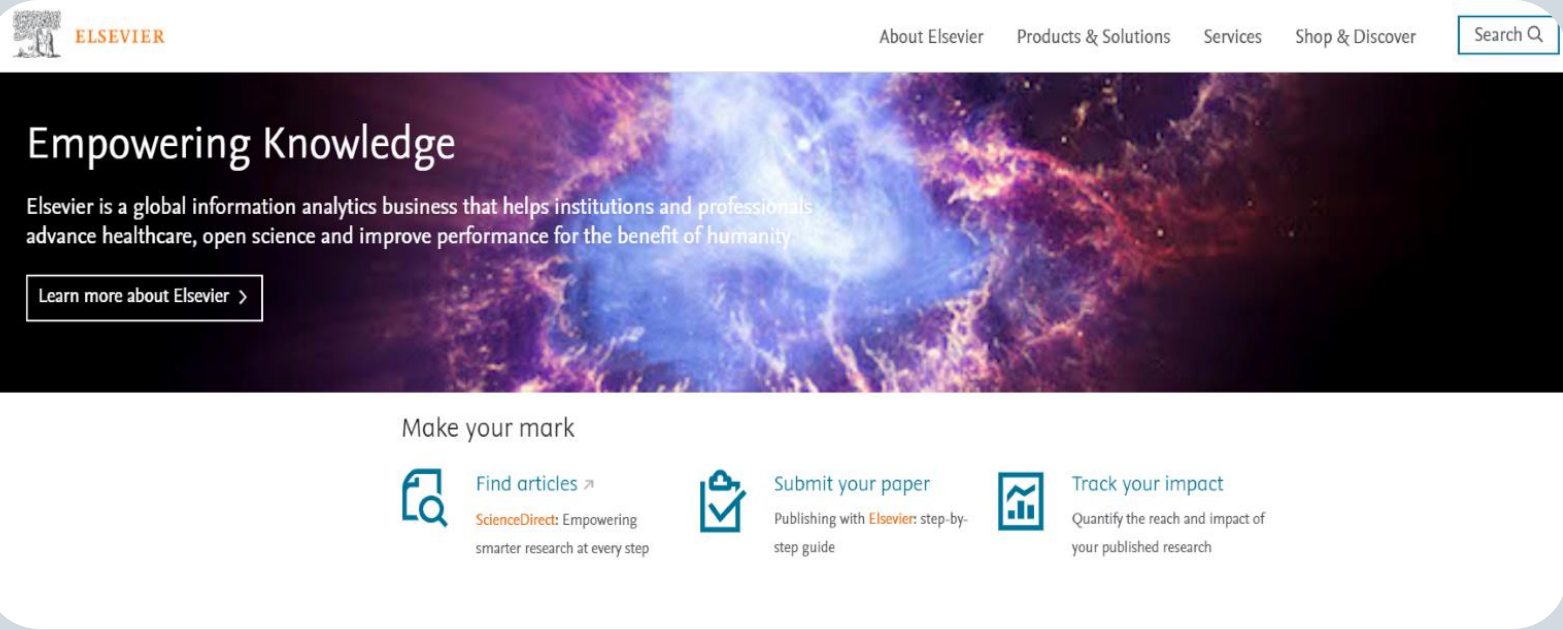 ELSEVIER
About Elsevier
Products & Solutions
Services
Shop & Discover
Search
Empowering Knowledge
Elsevier is a global information analytics business that helps institutions and professionals
advance healthcare, open science and improve performance for the benefit of humanity.
Learn more about Elsevier
Make your mark
Find articles
ScienceDirect: Empowering
smarter research at every step
Submit your paper
Publishing with Elsevier: step-by-
step guide
Track your impact
Quantify the reach and impact of
your published research